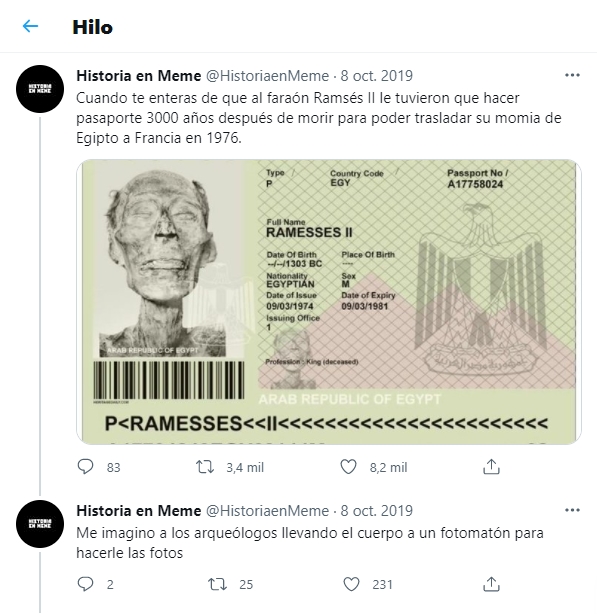 Hilo
HISTORIA EN MEME
Historia en Meme @HistoriaenMeme · 8 oct. 2019
Cuando te enteras de que al faraón Ramsés II le tuvieron que hacer
pasaporte 3000 años después de morir para poder trasladar su momia de
Egipto a Francia en 1976.
Type / Country Code / Passport No /
P EGY A17758024
Full Name
RAMESSES II
Date Of Birth Place Of Birth
--/--/1303 BC ----
Nationality Sex
EGYPTIAN M
Date of Issue Date of Expiry
09/03/1974 09/03/1981
Issuing Office
1
Profession: King (deceased)
ARAB REPUBLIC OF EGYPT
ARAB REPUBLIC OF EGYPT
P<RAMESSES<<II<<<<<<<<<<<<<<<<<<<<<<<
83 3,4 mil 8,2 mil
HISTORIA EN MEME
Historia en Meme @HistoriaenMeme · 8 oct. 2019
Me imagino a los arqueólogos llevando el cuerpo a un fotomatón para
hacerle las fotos
2 25 231